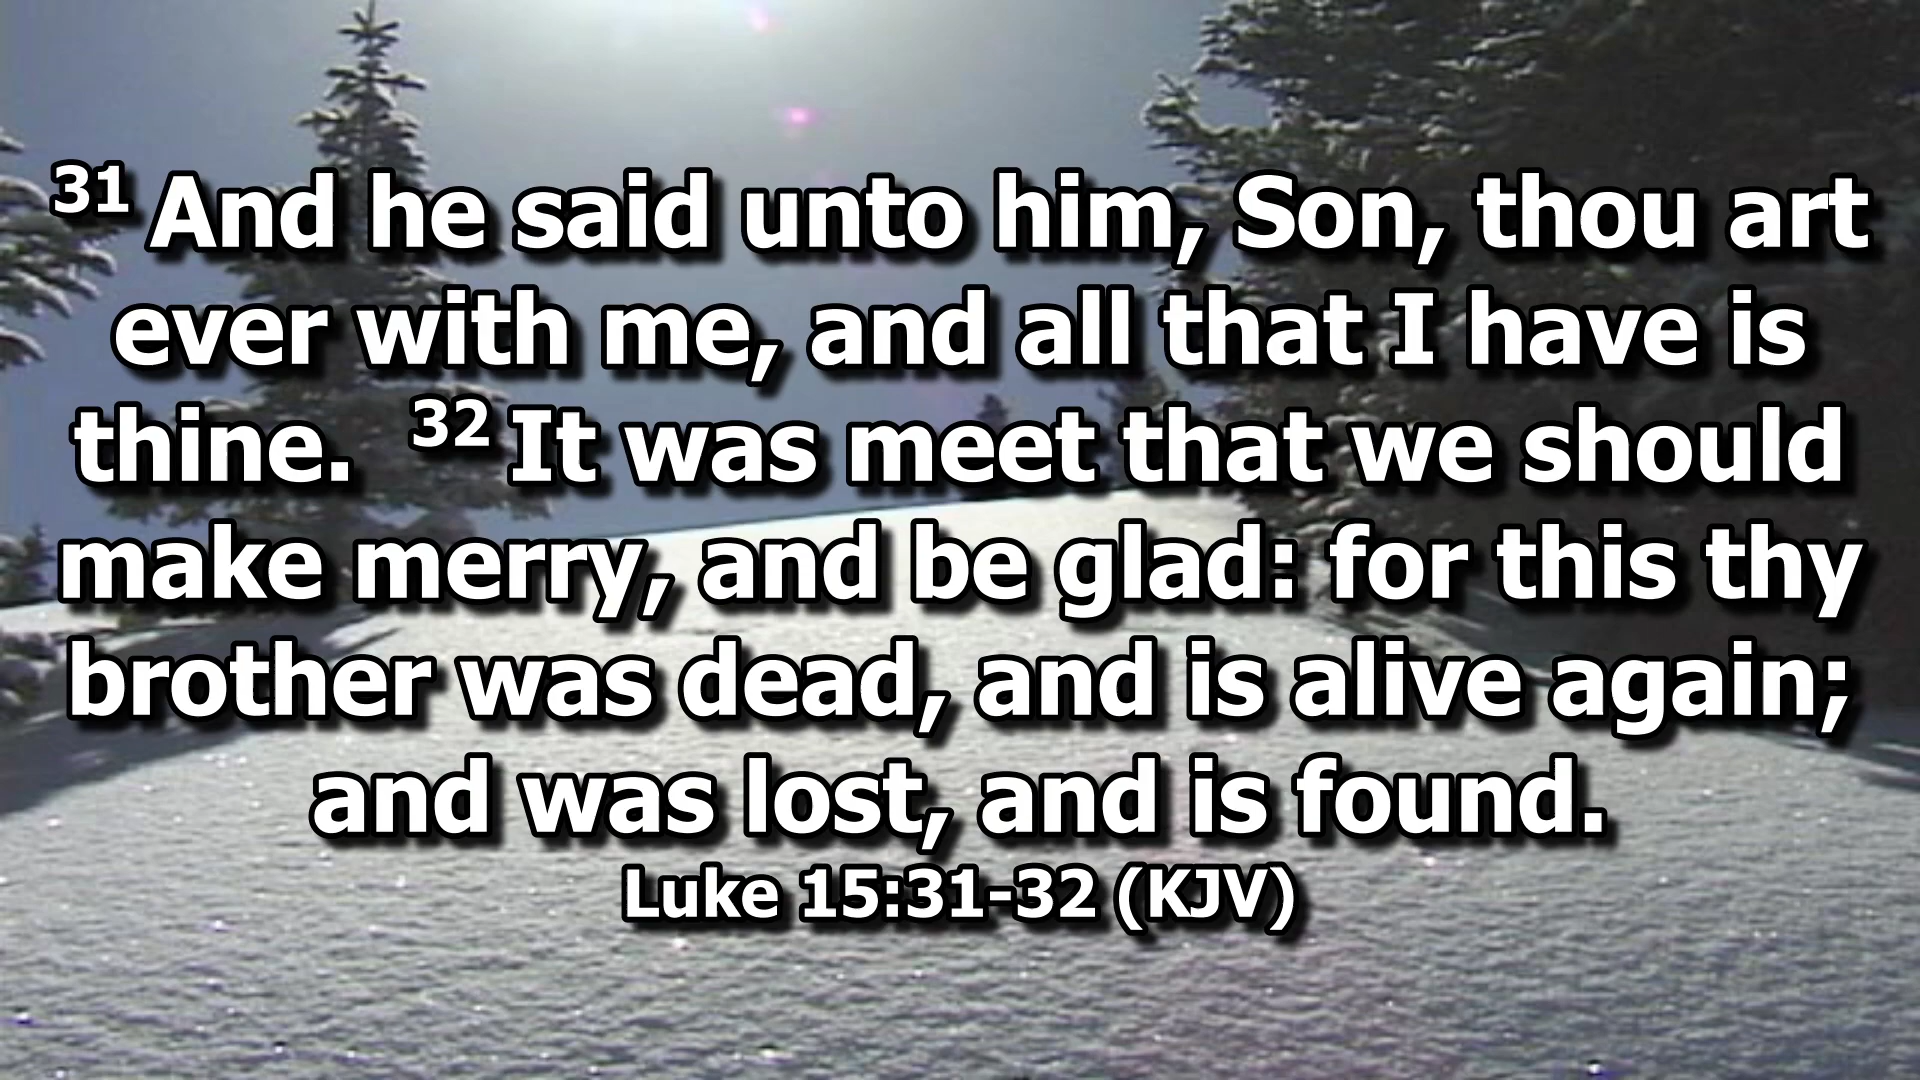 31 And he said unto him, Son, thou art
ever with me, and all that I have is
thine. 32 It was meet that we should
make merry, and be glad: for this thy
brother was dead, and is alive again;
and was lost, and is found.
Luke 15:31-32 (KJV)